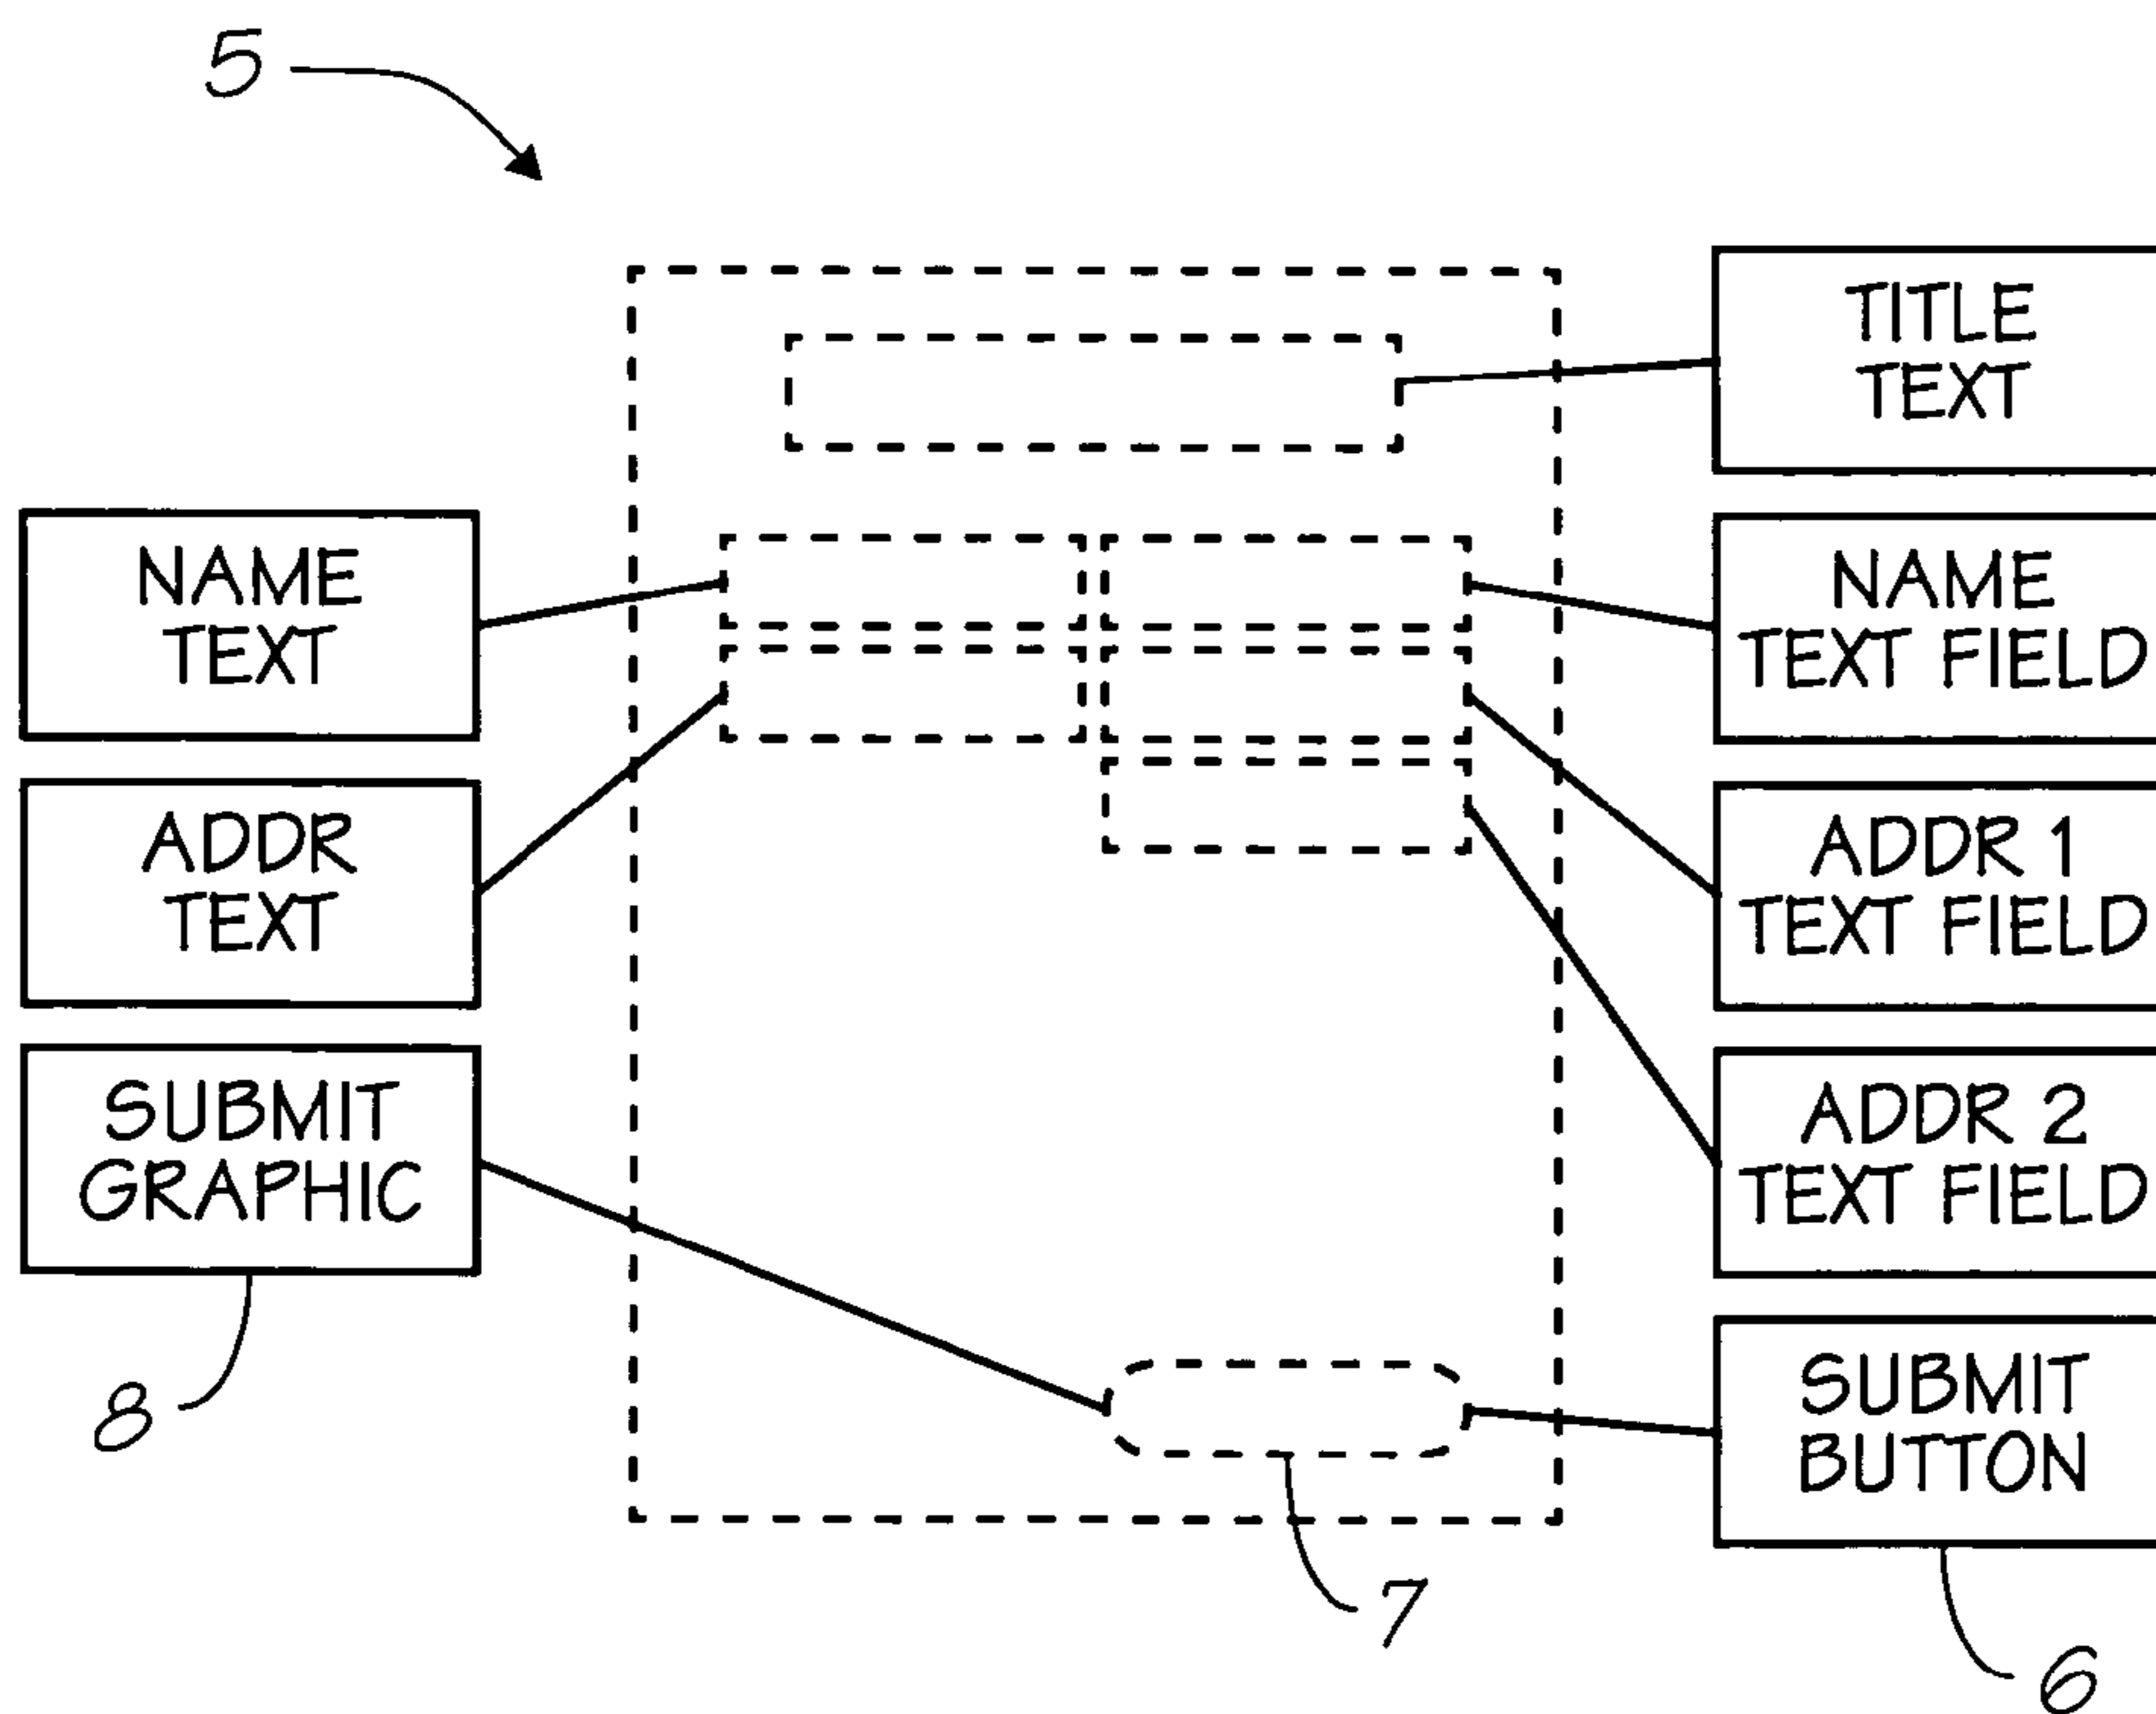 5
TITLE
TEXT
NAME
TEXT
NAME
TEXT FIELD
ADDR
TEXT
ADDR 1
TEXT FIELD
SUBMIT
GRAPHIC
ADDR 2
TEXT FIELD
SUBMIT
BUTTON
8
7
6